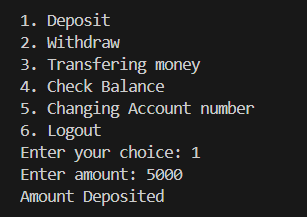 1. Deposit
2. Withdraw
3. Transfering money
4. Check Balance
5. Changing Account number
6. Logout
Enter your choice: 1
Enter amount: 5000
Amount Deposited